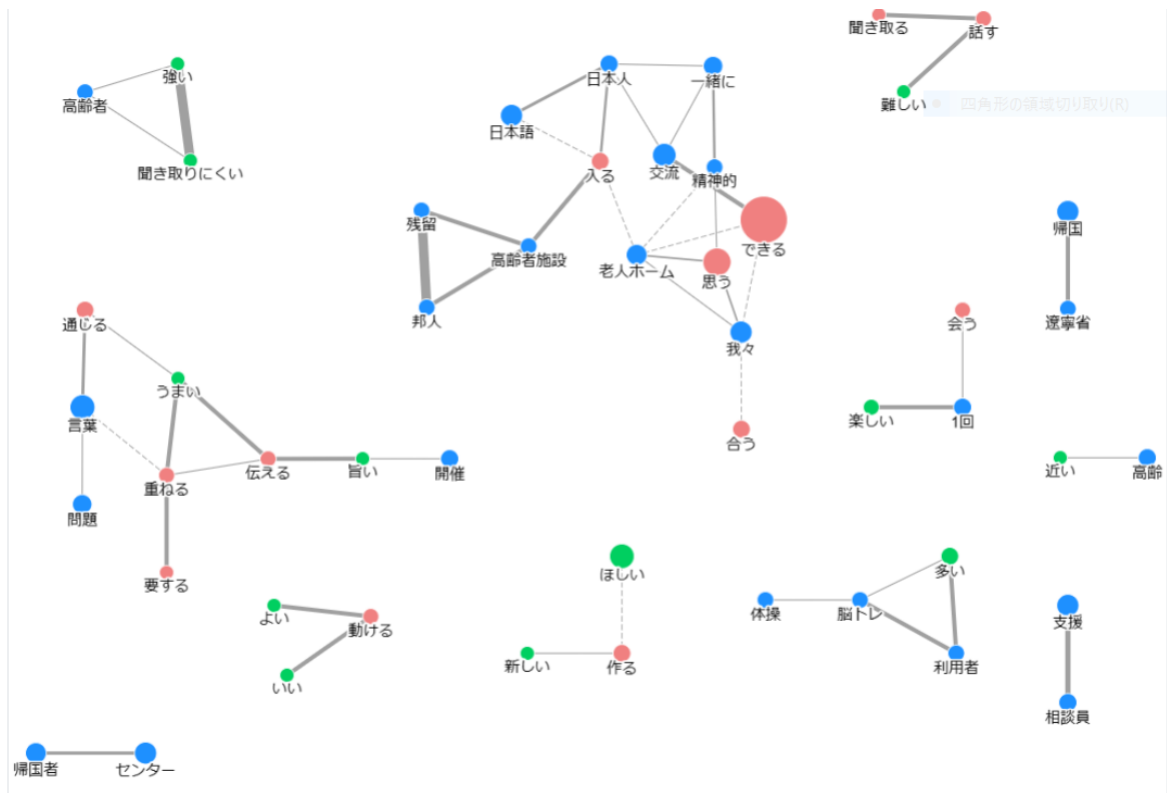 聞き取る
話す
強い
高齢者
日本人
一緒に
難しい
四角形の領域切り取り(R)
日本語
聞き取りにくい
入る
交流
精神的
残留
帰国
高齢者施設
できる
老人ホーム
思う
邦人
通じる
会う
遼寧省
我々
うまい
言葉
楽しい
1回
合う
重ねる
伝える
旨い
開催
近い
高齢
問題
要する
ほしい
多い
よい
動ける
体操
脳トレ
支援
新しい
作る
利用者
いい
相談員
帰国者
センター